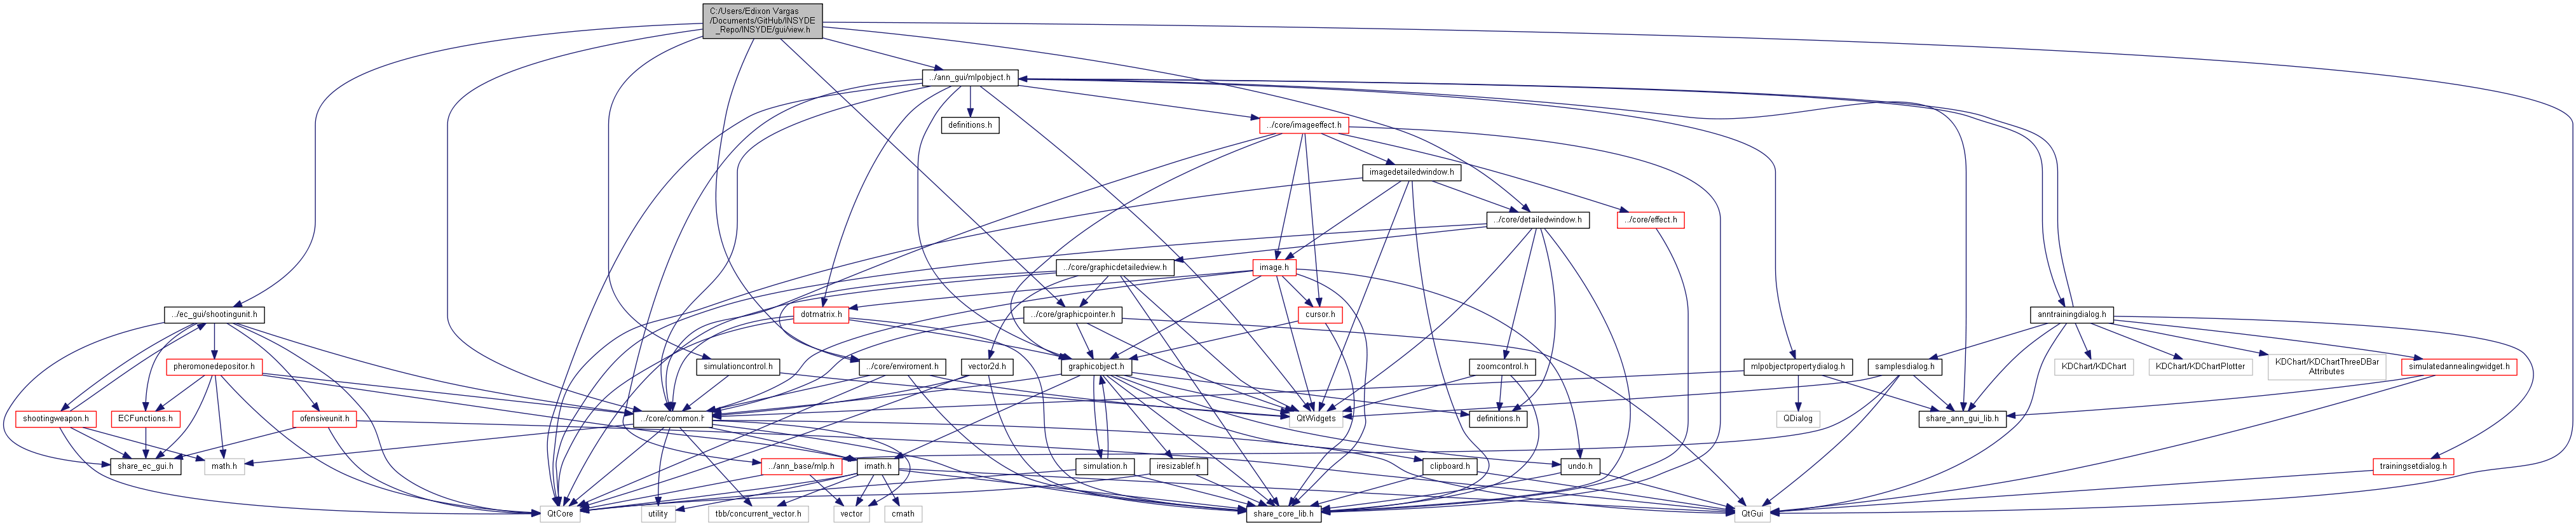 C:/Users/Edixon Vargas
/Documents/GitHub/INSYDE
_Repo/INSYDE/gui/view.h
../ann_gui/mlpobject.h
definitions.h
../core/imageeffect.h
imagedetailedwindow.h
../core/detailedwindow.h
../core/effect.h
../core/graphicdetailedview.h
image.h
../ec_gui/shootingunit.h
dotmatrix.h
../core/graphicpointer.h
cursor.h
anntrainingdialog.h
pheromonedepositor.h
simulationcontrol.h
../core/enviroment.h
vector2d.h
graphicobject.h
zoomcontrol.h
mlpobjectpropertydialog.h
samplesdialog.h
KDChart/KDChart
KDChart/KDChartPlotter
KDChart/KDChartThreeDBar
Attributes
simulatedannealingwidget.h
shootingweapon.h
ECFunctions.h
ofensiveunit.h
../core/common.h
QtWidgets
definitions.h
QDialog
share_ann_gui_lib.h
share_ec_gui.h
math.h
../ann_base/mlp.h
imath.h
simulation.h
iresizablef.h
clipboard.h
undo.h
trainingsetdialog.h
QtCore
utility
tbb/concurrent_vector.h
vector
cmath
share_core_lib.h
QtGui